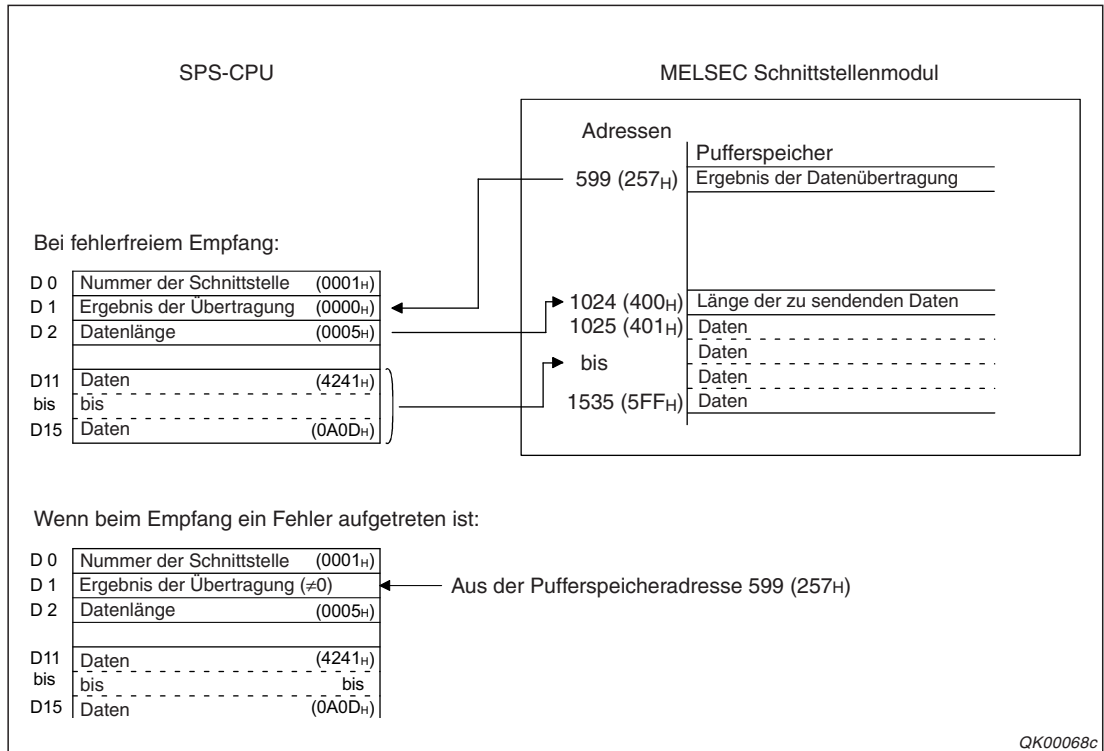 SPS-CPU
MELSEC Schnittstellenmodul
Adressen
Pufferspeicher
599 (257H)
Ergebnis der Datenübertragung
Bei fehlerfreiem Empfang:
D 0 Nummer der Schnittstelle (0001H)
D 1 Ergebnis der Übertragung (0000H)
D 2 Datenlänge (0005H)
D11 Daten (4241H)
bis bis
D15 Daten (0A0DH)
1024 (400H) Länge der zu sendenden Daten
1025 (401H) Daten
Daten
bis
Daten
1535 (5FFH) Daten
Wenn beim Empfang ein Fehler aufgetreten ist:
D 0 Nummer der Schnittstelle (0001H)
D 1 Ergebnis der Übertragung (≠0)
Aus der Pufferspeicheradresse 599 (257H)
D 2 Datenlänge (0005H)
D11 Daten (4241H)
bis bis bis
D15 Daten (0A0DH)
QK00068c